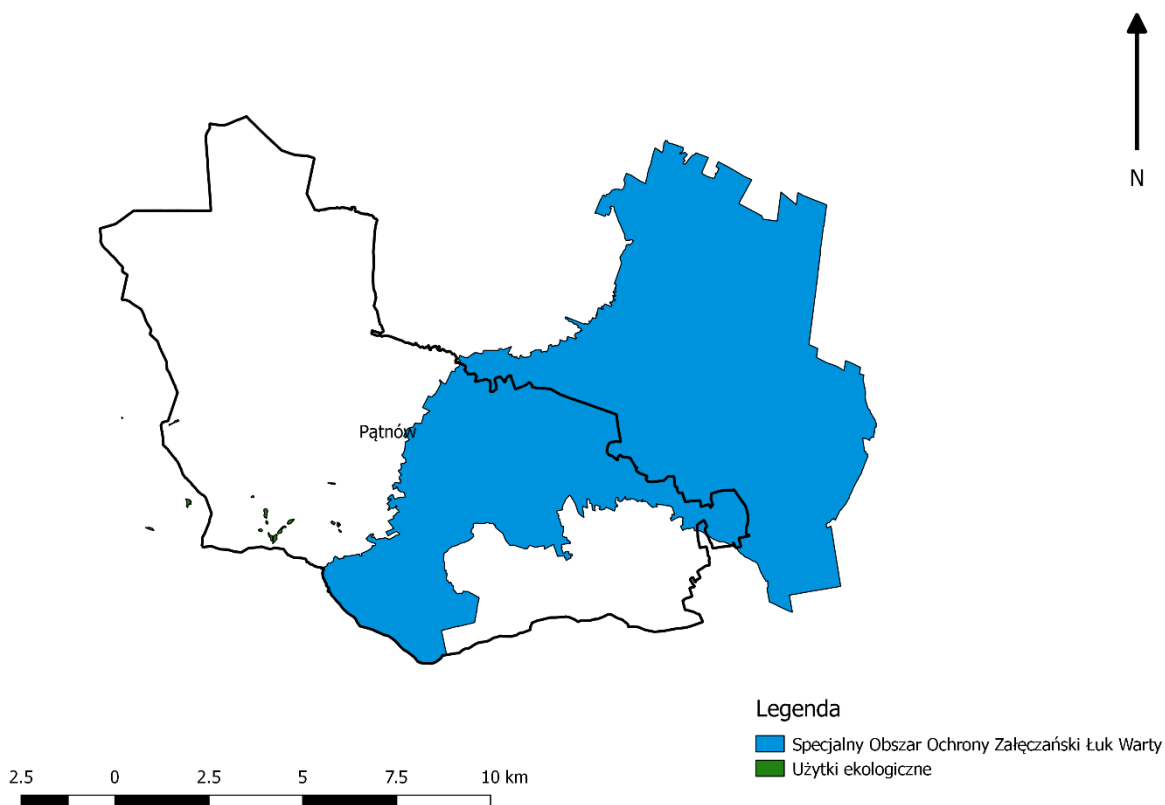 N
Pątnów
Legenda
Specjalny Obszar Ochrony Załęczański Łuk Warty
Użytki ekologiczne
2.5 0 2.5 5 7.5 10 km